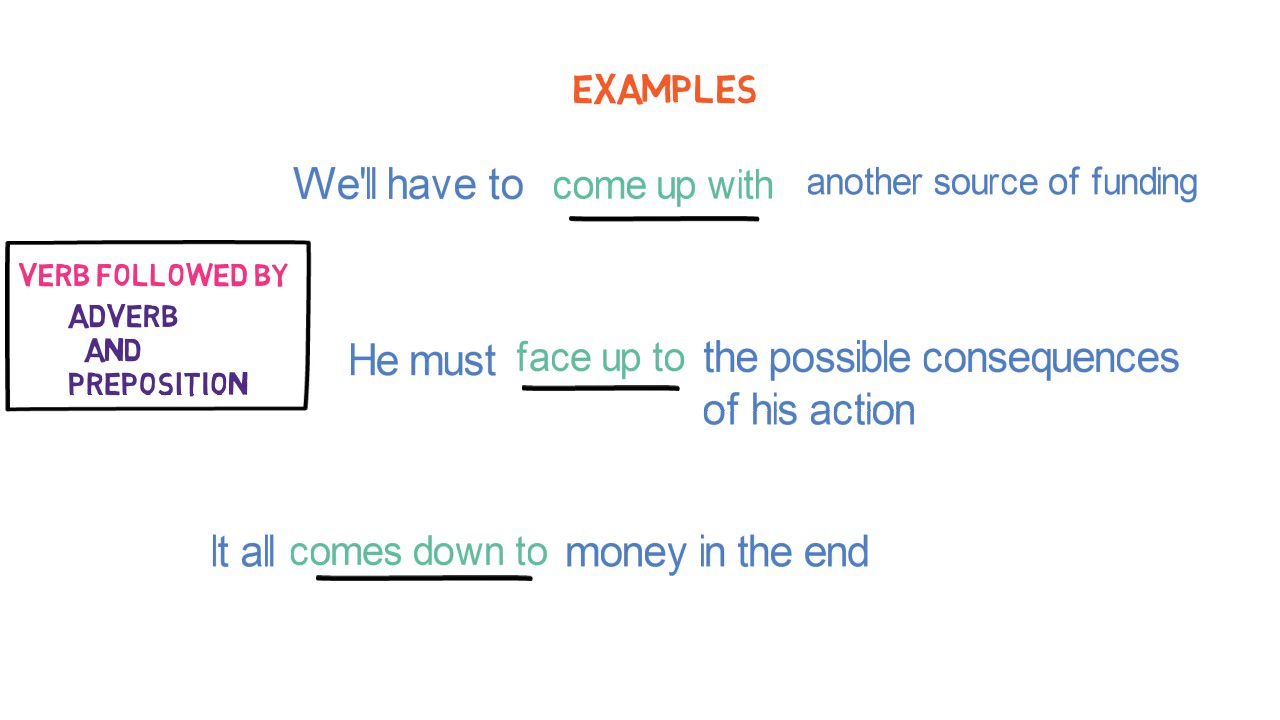 EXAMPLES
We'll have to come up with another source of funding
VERB FOLLOWED BY
ADVERB
AND
PREPOSITION
He must face up to the possible consequences
of his action
It all comes down to money in the end